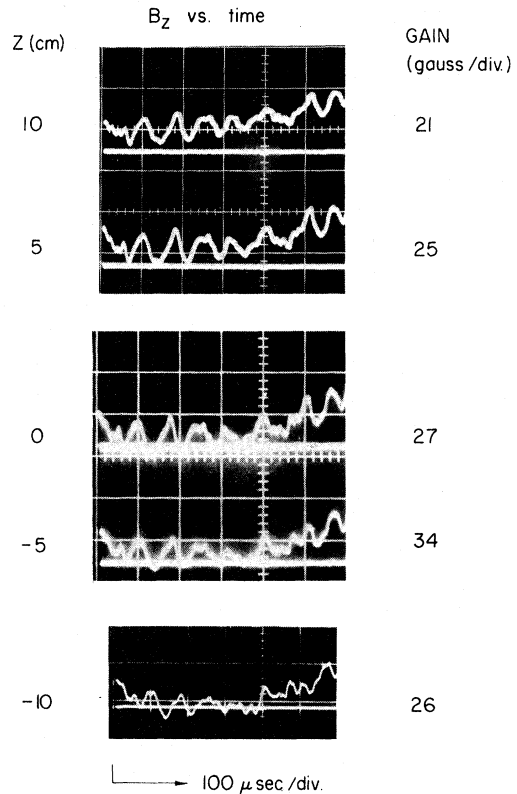 B_Z vs. time
Z (cm)
GAIN
(gauss/div.)
10
21
5
25
0
27
-5
34
-10
26
100 μsec/div.